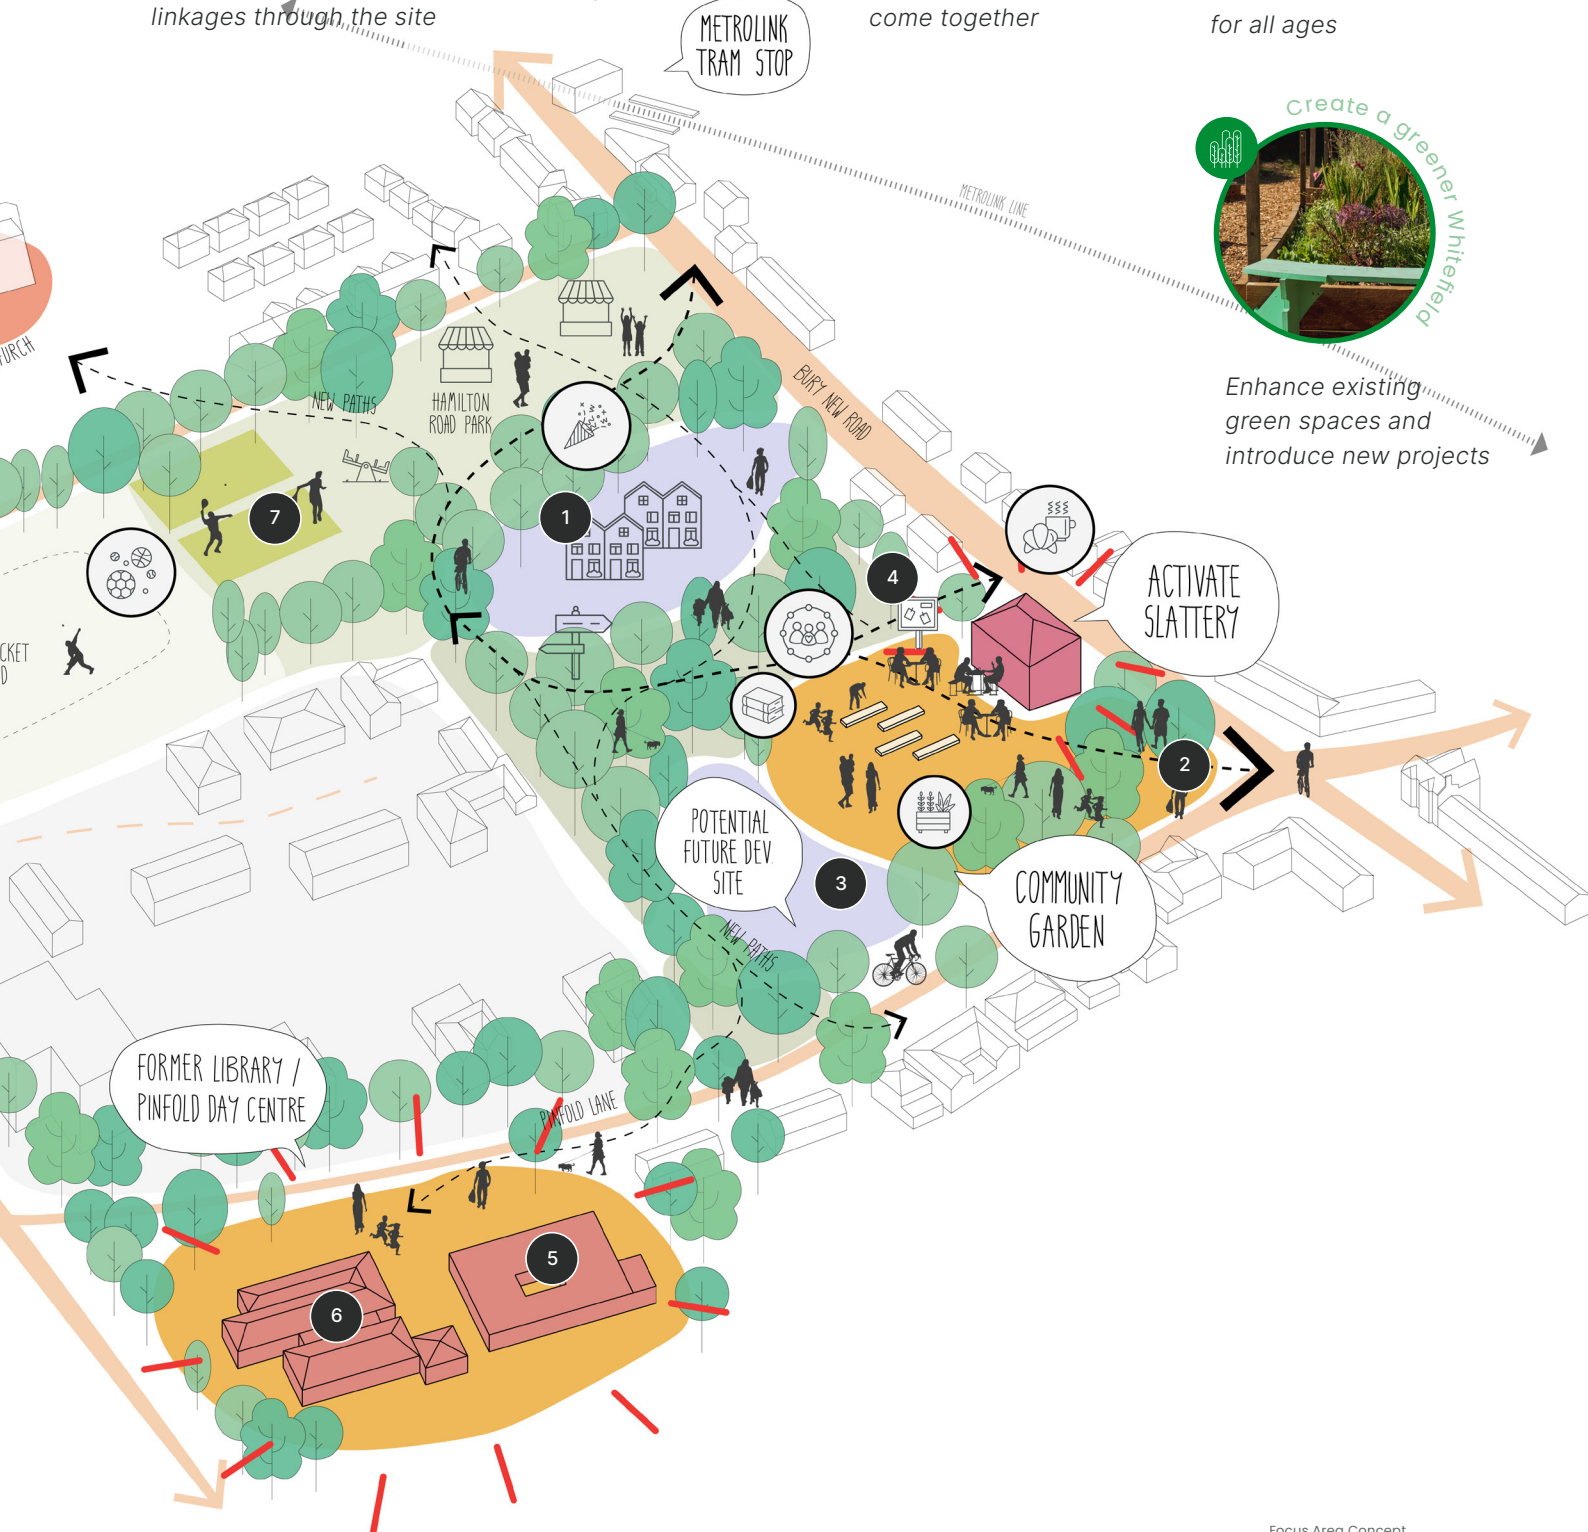 linkages through the site
come together
for all ages
METROLINK
TRAM STOP
Create a greener Whitefield
METROLINK LINE
Enhance existing
green spaces and
introduce new projects
BURY NEW ROAD
NEW PATHS
HAMILTON
ROAD PARK
7
1
4
ACTIVATE
SLATTERY
2
POTENTIAL
FUTURE DEV.
SITE
3
COMMUNITY
GARDEN
NEW PATHS
FORMER LIBRARY /
PINFOLD DAY CENTRE
PINFOLD LANE
5
6
Focus Area Concept